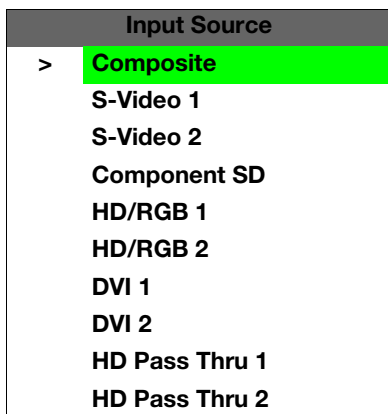 Input Source
> Composite
S-Video 1
S-Video 2
Component SD
HD/RGB 1
HD/RGB 2
DVI 1
DVI 2
HD Pass Thru 1
HD Pass Thru 2